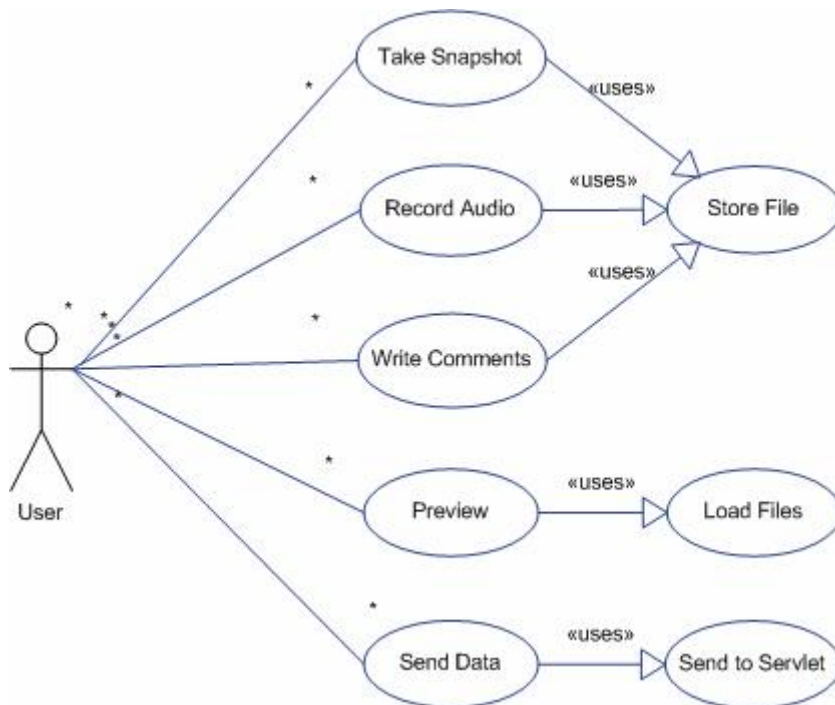 Take Snapshot
*
«uses»
*
Record Audio
«uses»
Store File
«uses»
*
*
*
*
*
Write Comments
*
User
*
Preview
«uses»
Load Files
*
Send Data
«uses»
Send to Servlet